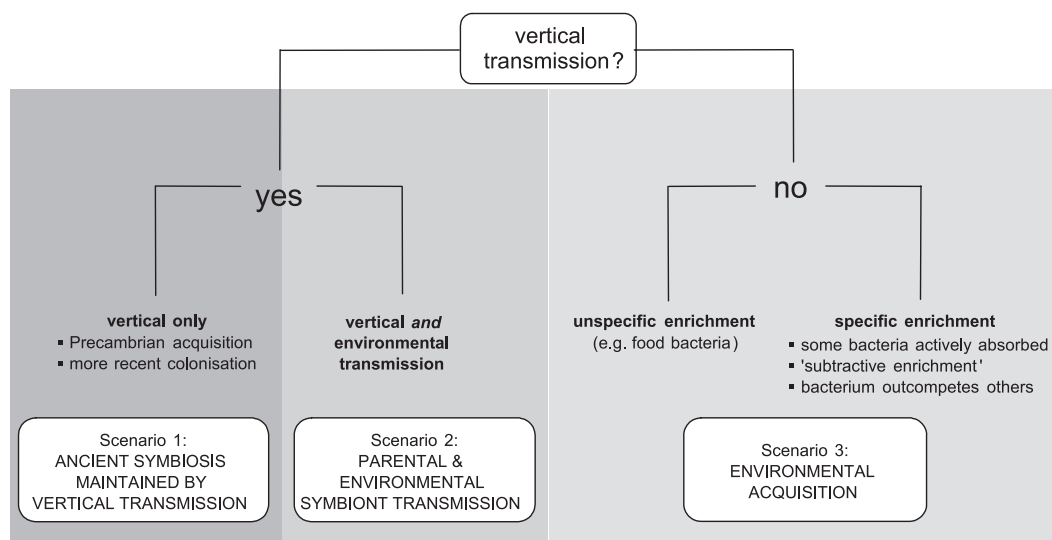 vertical
transmission?
yes
no
vertical only
▪ Precambrian acquisition
▪ more recent colonisation
vertical and
environmental
transmission
unspecific enrichment
(e.g. food bacteria)
specific enrichment
▪ some bacteria actively absorbed
▪ 'subtractive enrichment'
▪ bacterium outcompetes others
Scenario 1:
ANCIENT SYMBIOSIS
MAINTAINED BY
VERTICAL TRANSMISSION
Scenario 2:
PARENTAL &
ENVIRONMENTAL
SYMBIONT TRANSMISSION
Scenario 3:
ENVIRONMENTAL
ACQUISITION